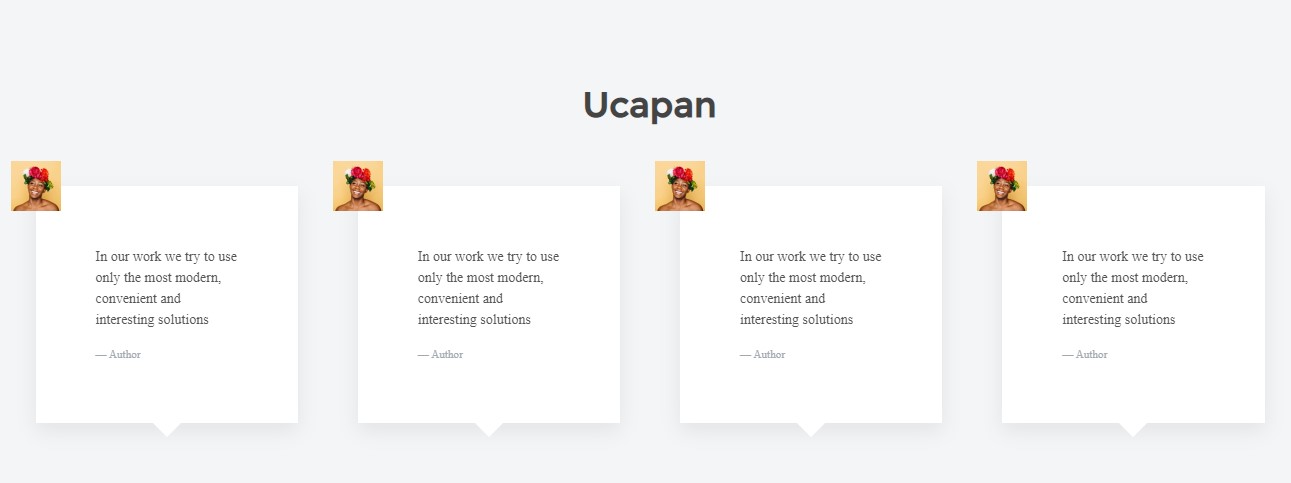 Ucapan
In our work we try to use
only the most modern,
convenient and
interesting solutions
— Author
In our work we try to use
only the most modern,
convenient and
interesting solutions
— Author
In our work we try to use
only the most modern,
convenient and
interesting solutions
— Author
In our work we try to use
only the most modern,
convenient and
interesting solutions
— Author